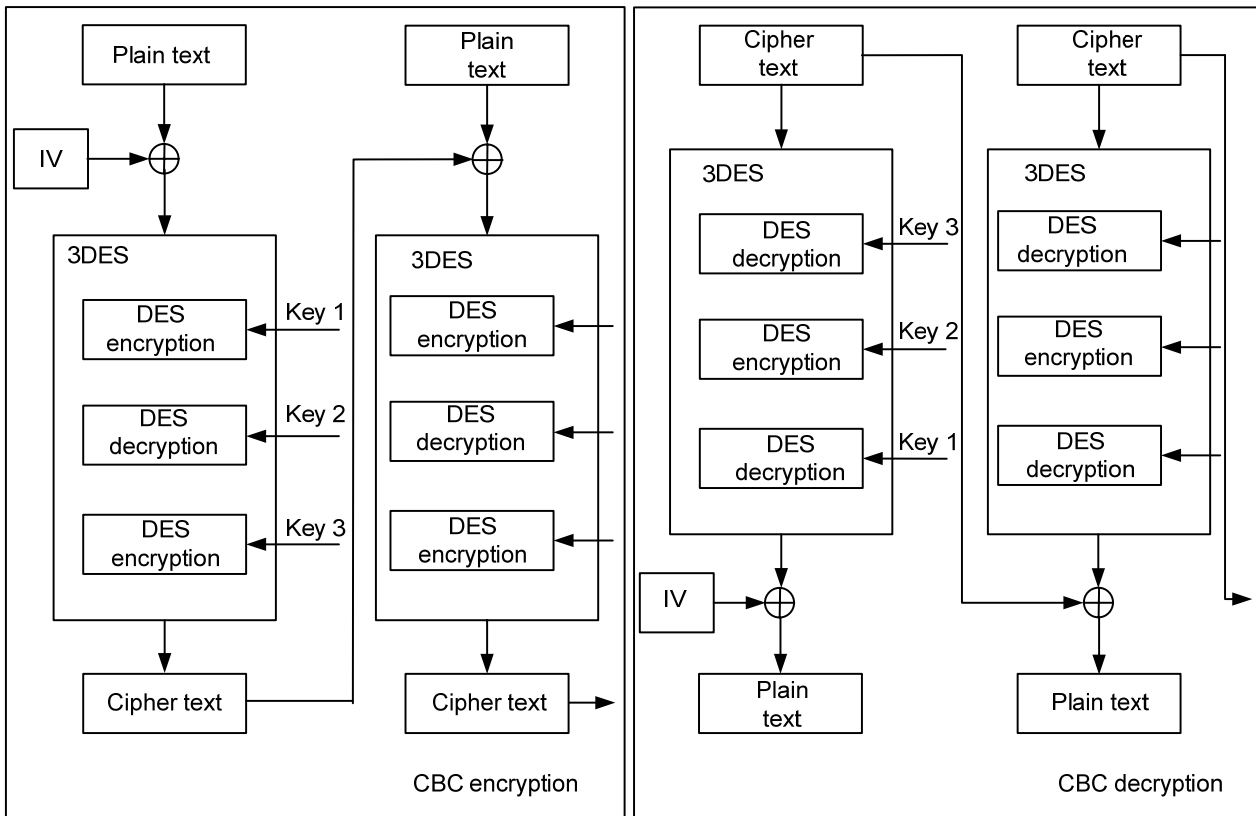 Plain text
IV
3DES
DES
encryption
Key 1
DES
decryption
Key 2
DES
encryption
Key 3
Cipher text
Plain
text
3DES
DES
encryption
DES
decryption
DES
encryption
Cipher text
CBC encryption
Cipher
text
3DES
DES
decryption
Key 3
DES
encryption
Key 2
DES
decryption
Key 1
IV
Plain
text
Cipher
text
3DES
DES
decryption
DES
encryption
DES
decryption
Plain text
CBC decryption